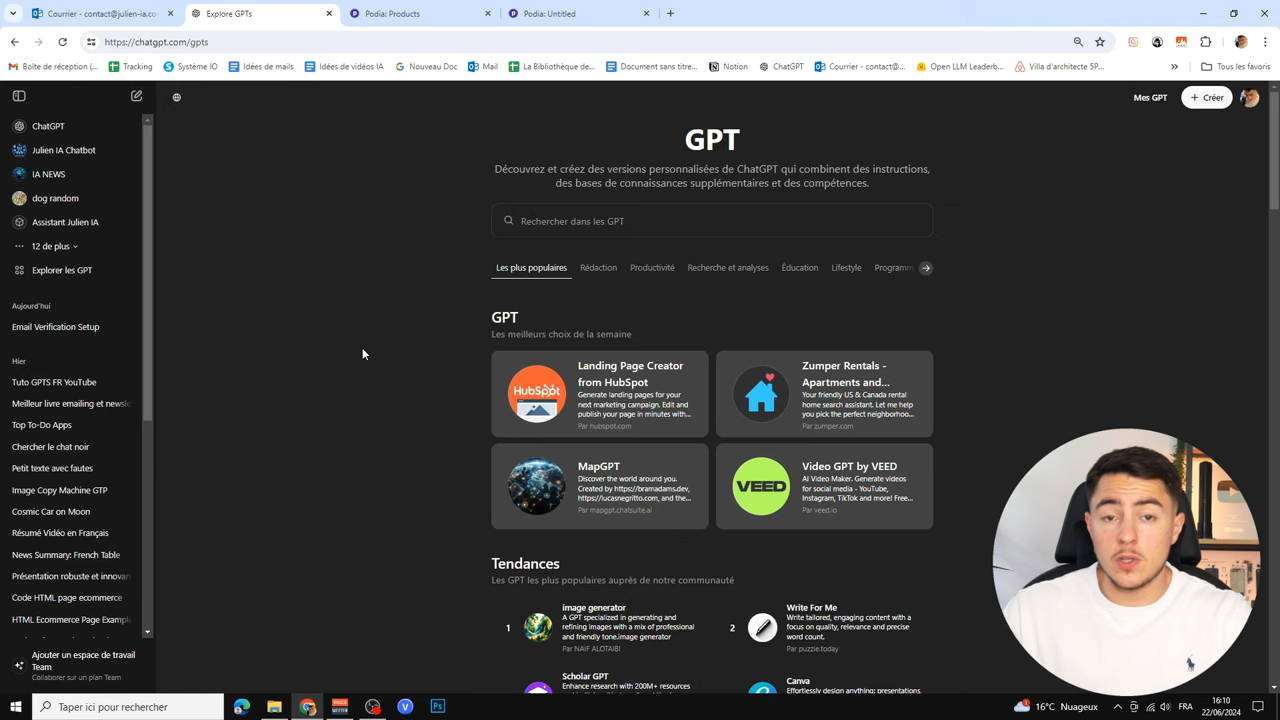 Courrier - contact@julien-ia.co
Explore GPTs
Podia: Products
Podia: Untitled
https://chatgpt.com/gpts
Boîte de réception (...
Tracking
Système IO
Idées de mails
Idées de vidéos IA
Nouveau Doc
Mail
La Bibliothèque de...
Document sans titre...
Notion
ChatGPT
Courrier - contact@...
Open LLM Leaderb...
Villa d'architecte 5P...
Tous les favoris
Mes GPT
Créer
ChatGPT
Julien IA Chatbot
IA NEWS
dog random
Assistant Julien IA
12 de plus
Explorer les GPT
Aujourd'hui
Email Verification Setup
Hier
Tuto GPTS FR YouTube
Meilleur livre emailing et newsle
Top To-Do Apps
Chercher le chat noir
Petit texte avec fautes
Image Copy Machine GTP
Cosmic Car on Moon
Résumé Vidéo en Français
News Summary: French Table
Présentation robuste et innovan
Code HTML page ecommerce
HTML Ecommerce Page Example
Ajouter un espace de travail
Team
Collaborer sur un plan Team
GPT
Découvrez et créez des versions personnalisées de ChatGPT qui combinent des instructions,
des bases de connaissances supplémentaires et des compétences.
Rechercher dans les GPT
Les plus populaires
Rédaction
Productivité
Recherche et analyses
Éducation
Lifestyle
Programm
GPT
Les meilleurs choix de la semaine
HubSpot
Landing Page Creator
from HubSpot
Generate landing pages for your
next marketing campaign. Edit and
publish your page in minutes with...
Par hubspot.com
Zumper Rentals -
Apartments and...
Your friendly US & Canada rental
home search assistant. Let me help
you pick the perfect neighborhoo...
Par zumper.com
MapGPT
Discover the world around you.
Created by https://bramadams.dev,
https://lucasnegritto.com, and the...
Par mapgpt.chatsuite.ai
VEED
Video GPT by VEED
AI Video Maker. Generate videos
for social media - YouTube,
Instagram, TikTok and more! Free...
Par veed.io
Tendances
Les GPT les plus populaires auprès de notre communauté
1
image generator
A GPT specialized in generating and
refining images with a mix of professional
and friendly tone.image generator
Par NAIF ALOTAIBI
2
Write For Me
Write tailored, engaging content with a
focus on quality, relevance and precise
word count.
Par puzzle.today
Scholar GPT
Enhance research with 200M+ resources
Canva
Effortlessly design anything: presentations,
Taper ici pour rechercher
16°C Nuageux
FRA
16:10
22/06/2024